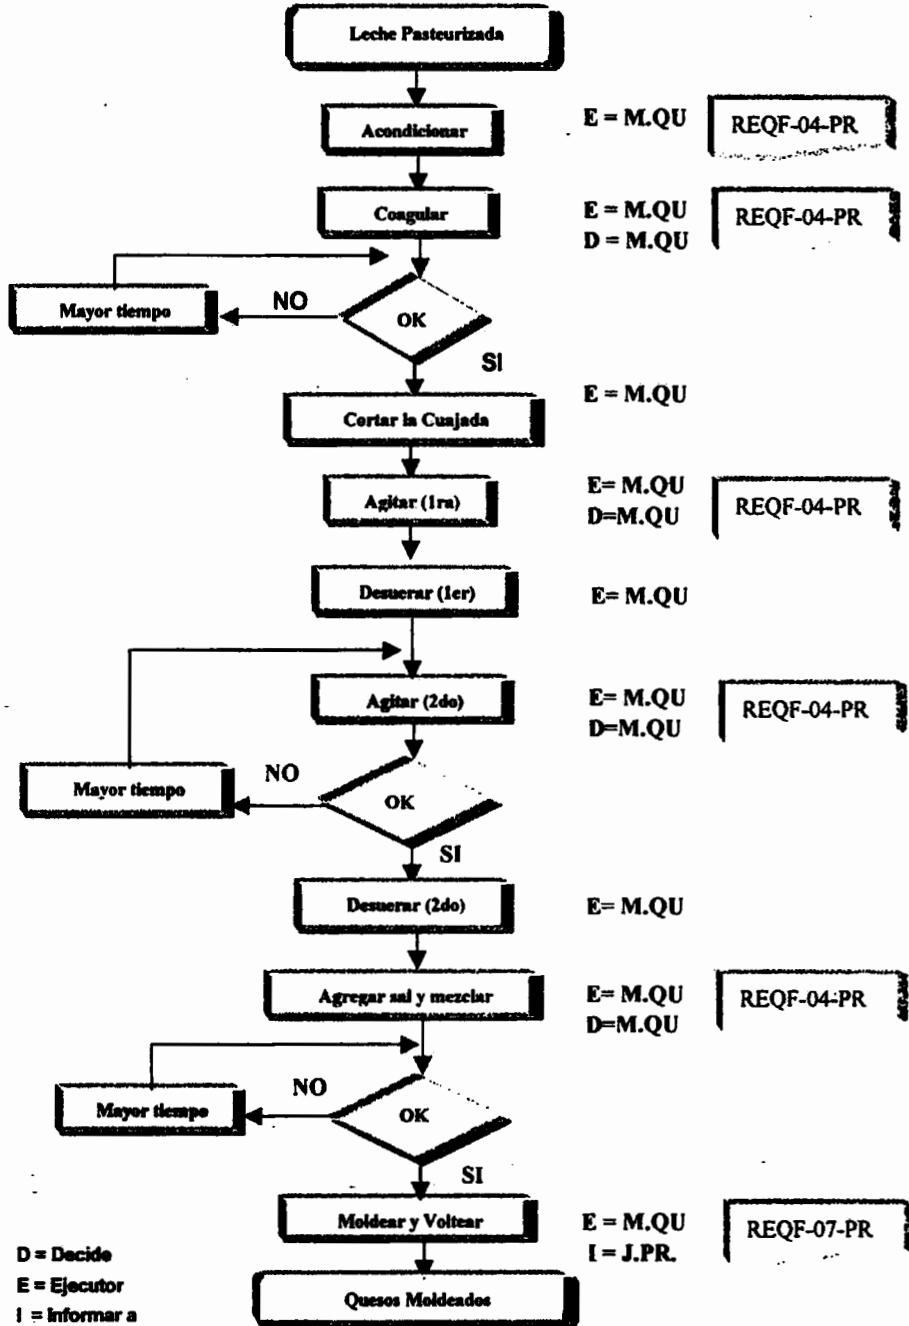 Leche Pasteurizada
Acondicionar
E = M.QU
REQF-04-PR
Coagular
E = M.QU
D = M.QU
REQF-04-PR
Mayor tiempo
NO
OK
SI
Cortar la Cuajada
E = M.QU
Agitar (1ra)
E= M.QU
D=M.QU
REQF-04-PR
Desuerar (1er)
E= M.QU
Agitar (2do)
E= M.QU
D=M.QU
REQF-04-PR
Mayor tiempo
NO
OK
SI
Desuerar (2do)
E= M.QU
Agregar sal y mezclar
E= M.QU
D=M.QU
REQF-04-PR
Mayor tiempo
NO
OK
SI
Moldear y Voltear
E = M.QU
I = J.PR.
REQF-07-PR
Quesos Moldeados
D = Decide
E = Ejecutor
I = Informar a